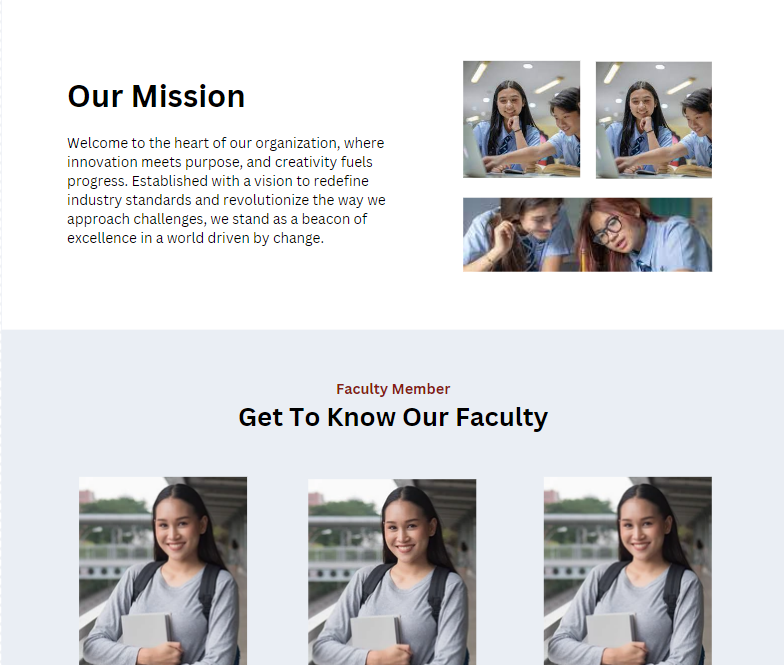 Our Mission
Welcome to the heart of our organization, where
innovation meets purpose, and creativity fuels
progress. Established with a vision to redefine
industry standards and revolutionize the way we
approach challenges, we stand as a beacon of
excellence in a world driven by change.
Faculty Member
Get To Know Our Faculty